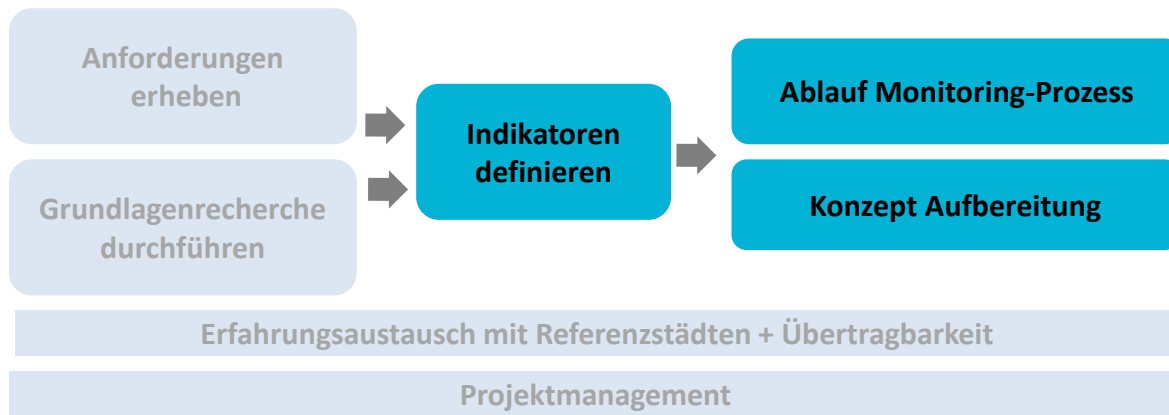 Anforderungen
erheben
Grundlagenrecherche
durchführen
Indikatoren
definieren
Ablauf Monitoring-Prozess
Konzept Aufbereitung
Erfahrungsaustausch mit Referenzstädten + Übertragbarkeit
Projektmanagement